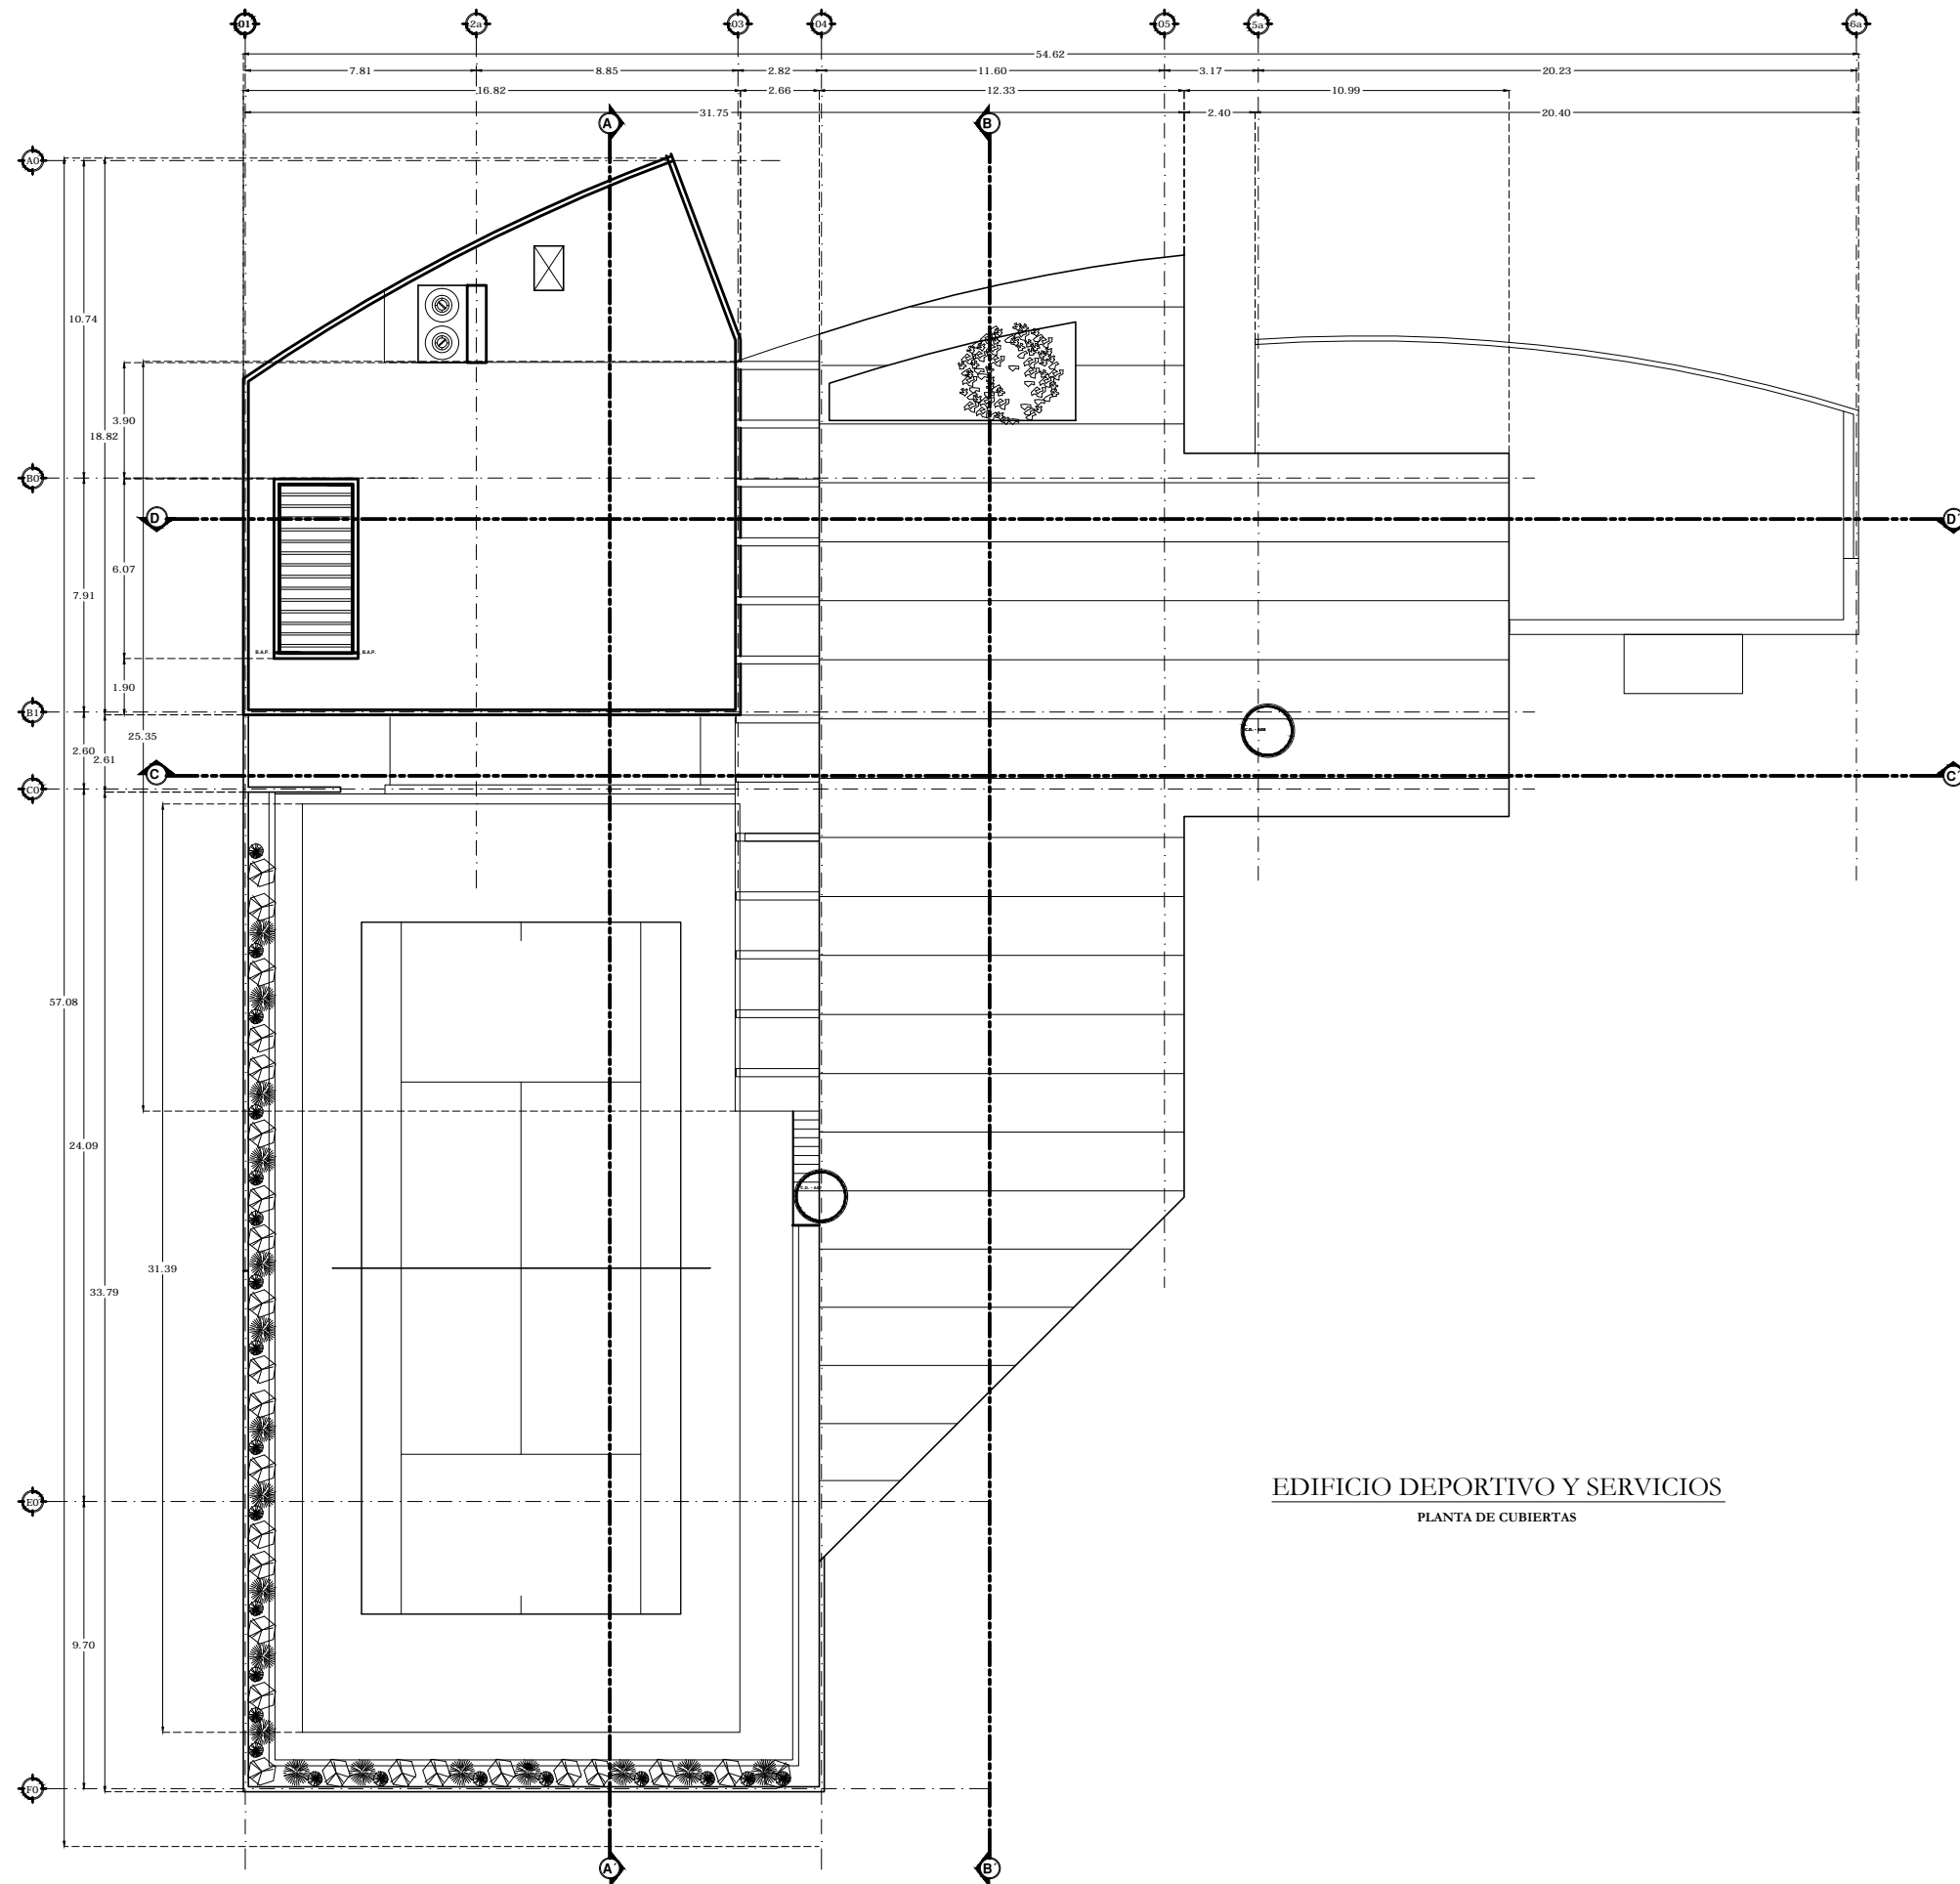 01 2a 03 04 05 5a 6a
54.62
7.81 8.85 2.82 11.60 3.17 20.23
16.82 2.66 12.33 10.99
31.75 2.40 20.40
A B
A0
10.74
3.90
18.82
B0
D D´
6.07
7.91
B.A.P. B.A.P.
1.90
B1
25.35
2.60
2.61
C C´
C0
57.08
24.09
31.39
33.79
E0
EDIFICIO DEPORTIVO Y SERVICIOS
PLANTA DE CUBIERTAS
9.70
F0
A´ B´